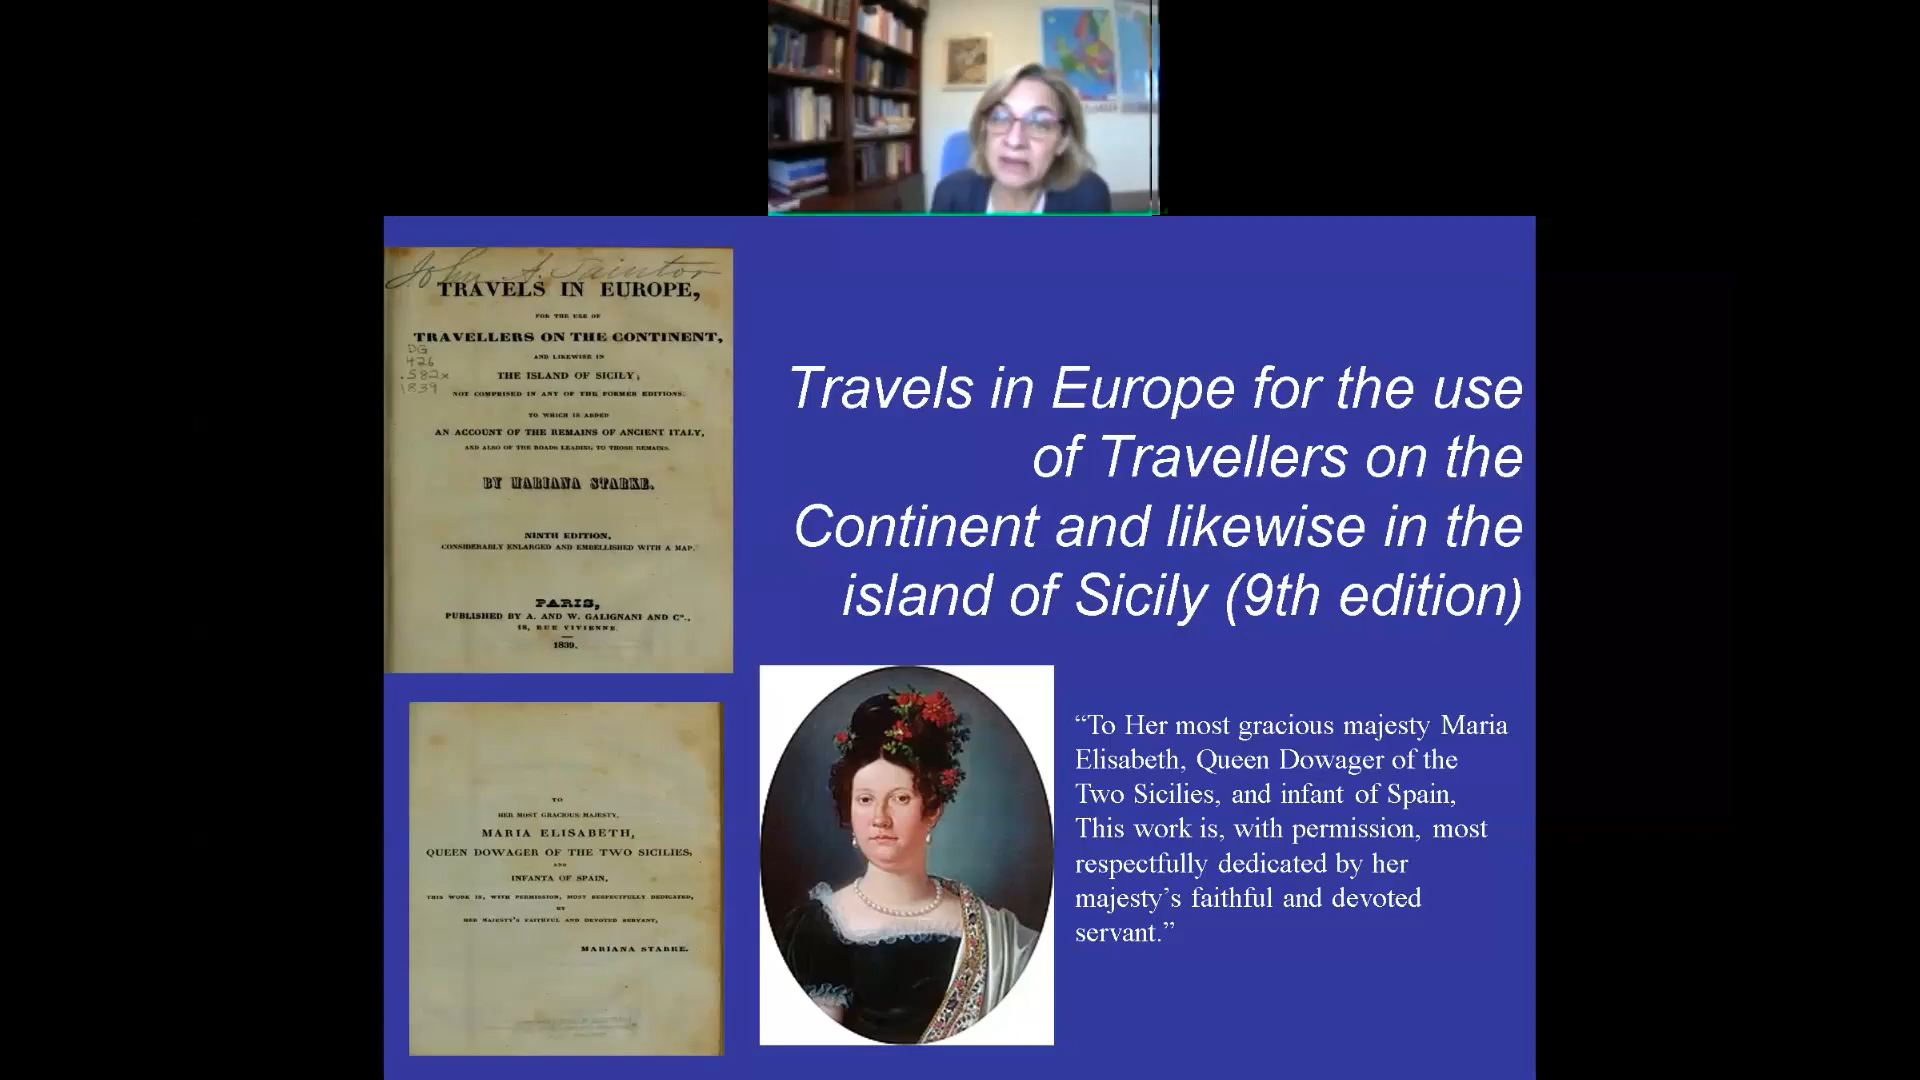 John A. Taintor
TRAVELS IN EUROPE,
FOR THE USE OF
TRAVELLERS ON THE CONTINENT,
AND LIKEWISE IN
THE ISLAND OF SICILY;
NOT COMPRISED IN ANY OF THE FORMER EDITIONS.
TO WHICH IS ADDED
AN ACCOUNT OF THE REMAINS OF ANCIENT ITALY,
AND ALSO OF THE ROADS LEADING TO THOSE REMAINS.
DG
426
.S82x
1839
BY MARIANA STARKE.
NINTH EDITION,
CONSIDERABLY ENLARGED AND EMBELLISHED WITH A MAP.
PARIS,
PUBLISHED BY A. AND W. GALIGNANI AND Cº.,
18, RUE VIVIENNE.
1839.
Travels in Europe for the use
of Travellers on the
Continent and likewise in the
island of Sicily (9th edition)
TO
HER MOST GRACIOUS MAJESTY,
MARIA ELISABETH,
QUEEN DOWAGER OF THE TWO SICILIES,
AND
INFANTA OF SPAIN,
THIS WORK IS, WITH PERMISSION, MOST RESPECTFULLY DEDICATED,
BY
HER MAJESTY'S FAITHFUL AND DEVOTED SERVANT,
MARIANA STARKE.
“To Her most gracious majesty Maria
Elisabeth, Queen Dowager of the
Two Sicilies, and infant of Spain,
This work is, with permission, most
respectfully dedicated by her
majesty’s faithful and devoted
servant.”